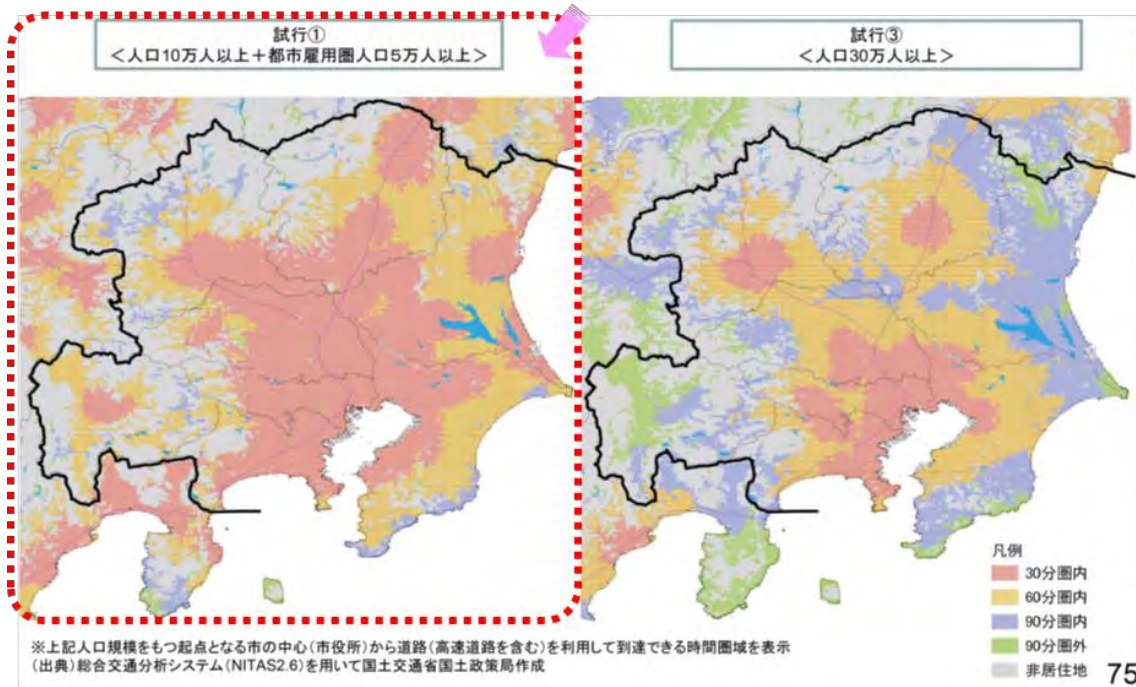 試行①
＜人口10万人以上＋都市雇用圏人口5万人以上＞
試行③
＜人口30万人以上＞
凡例
30分圏内
60分圏内
90分圏内
90分圏外
非居住地
※上記人口規模をもつ起点となる市の中心(市役所)から道路(高速道路を含む)を利用して到達できる時間圏域を表示
(出典)総合交通分析システム(NITAS2.6)を用いて国土交通省国土政策局作成
75